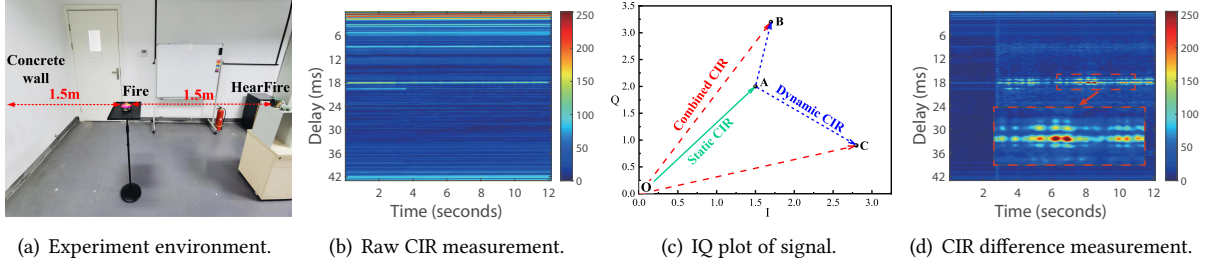 Concrete
wall
1.5m
Fire
1.5m
HearFire
(a) Experiment environment.
Delay (ms)
6
12
18
24
30
36
42
0 2 4 6 8 10 12
Time (seconds)
250
200
150
100
50
0
(b) Raw CIR measurement.
Q
3.5
3.0
2.5
2.0
1.5
1.0
0.5
0.0
0.0 0.5 1.0 1.5 2.0 2.5 3.0
I
O
A
B
C
Combined CIR
Static CIR
Dynamic CIR
(c) IQ plot of signal.
Delay (ms)
6
12
18
24
30
36
42
0 2 4 6 8 10 12
Time (seconds)
250
200
150
100
50
0
(d) CIR difference measurement.